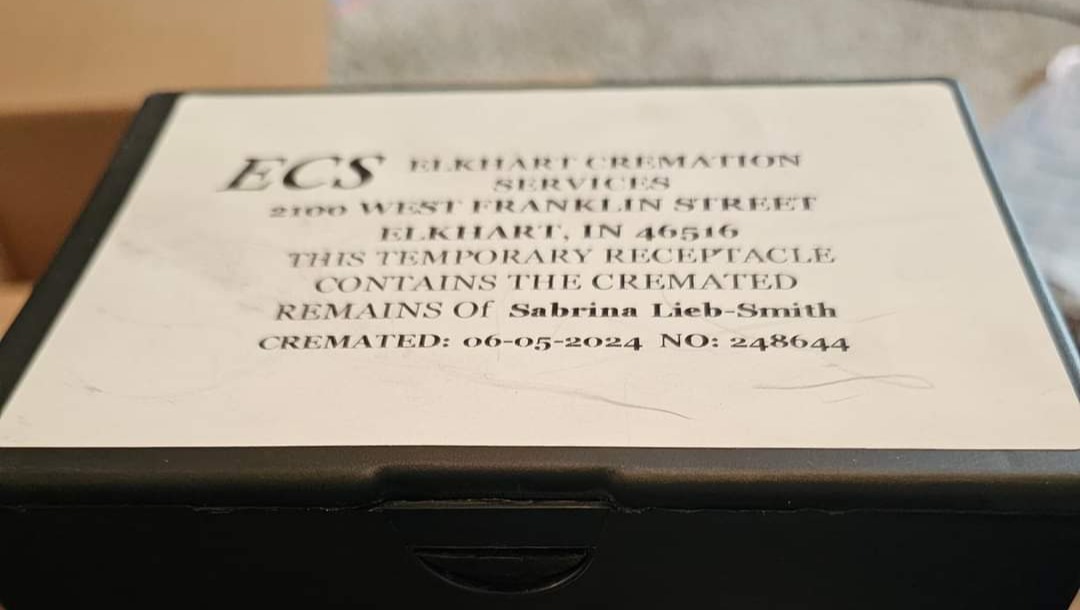 ECS ELKHART CREMATION
SERVICES
2100 WEST FRANKLIN STREET
ELKHART, IN 46516
THIS TEMPORARY RECEPTACLE
CONTAINS THE CREMATED
REMAINS Of Sabrina Lieb-Smith
CREMATED: 06-05-2024 NO: 248644